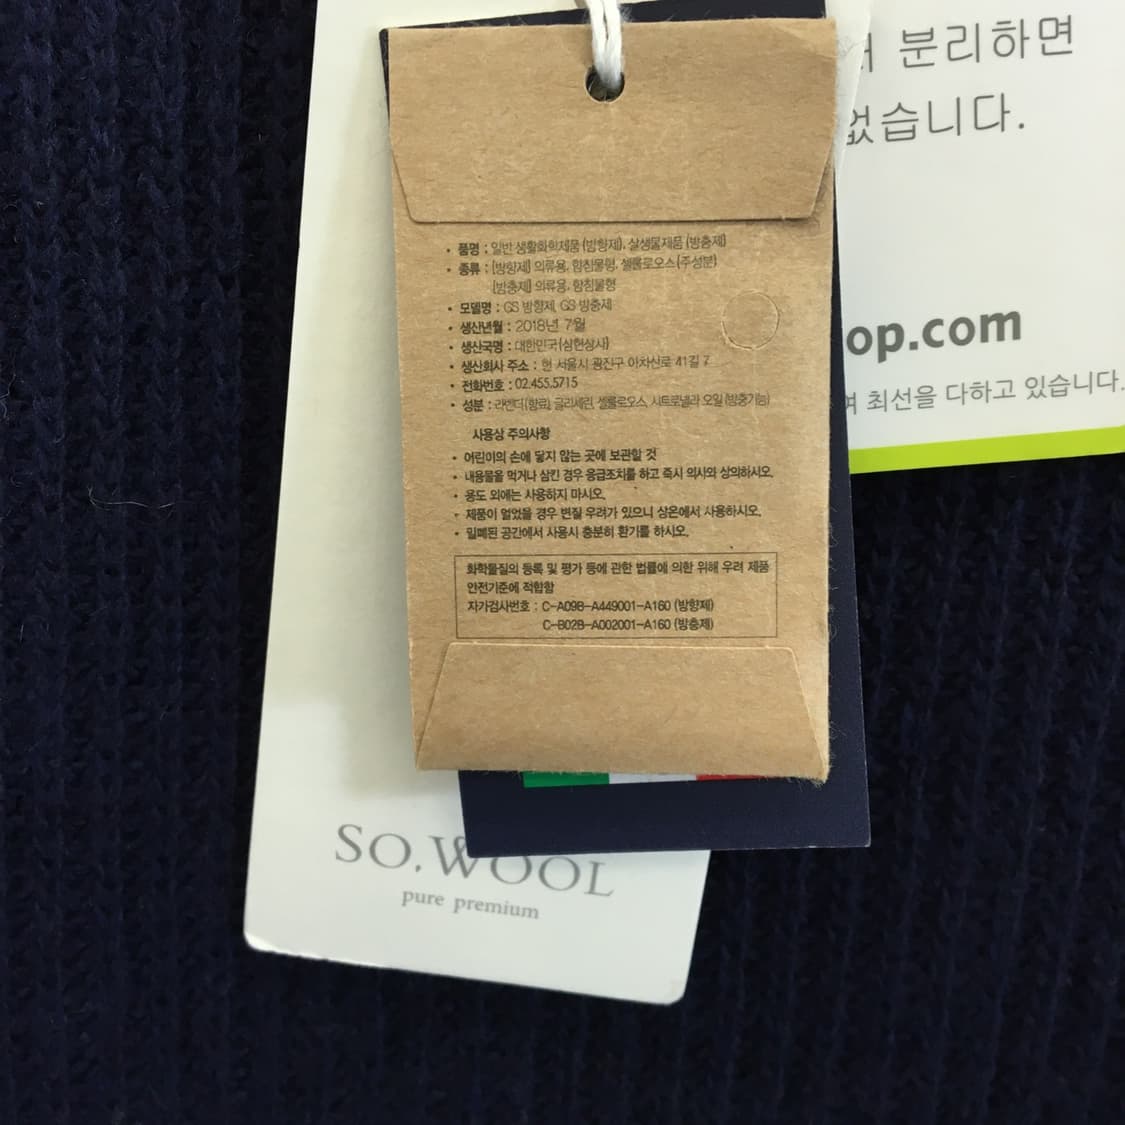 분리하면
없습니다.
op.com
최선을 다하고 있습니다.
• 품명 : 일반 생활화학제품 (방향제), 살생물제품 (방충제)
• 종류 : [방향제] 의류용, 함침물형, 셀룰로오스(주성분)
[방충제] 의류용, 함침물형
• 모델명 : GS 방향제, GS 방충제
• 생산년월 : 2018년 7월
• 생산국명 : 대한민국(삼현상사)
• 생산회사 주소 : 현 서울시 광진구 아차산로 41길 7
• 전화번호 : 02.455.5715
• 성분 : 라벤더(향료), 글리세린, 셀룰로오스, 시트로넬라 오일 (방충기능)
사용상 주의사항
• 어린이의 손에 닿지 않는 곳에 보관할 것
• 내용물을 먹거나 삼킨 경우 응급조치를 하고 즉시 의사와 상의하시오.
• 용도 외에는 사용하지 마시오.
• 제품이 얼었을 경우 변질 우려가 있으니 상온에서 사용하시오.
• 밀폐된 공간에서 사용시 충분히 환기를 하시오.
화학물질의 등록 및 평가 등에 관한 법률에 의한 위해 우려 제품
안전기준에 적합함
자가검사번호 : C-A09B-A449001-A160 (방향제)
C-B02B-A002001-A160 (방충제)
SO.WOOL
pure premium